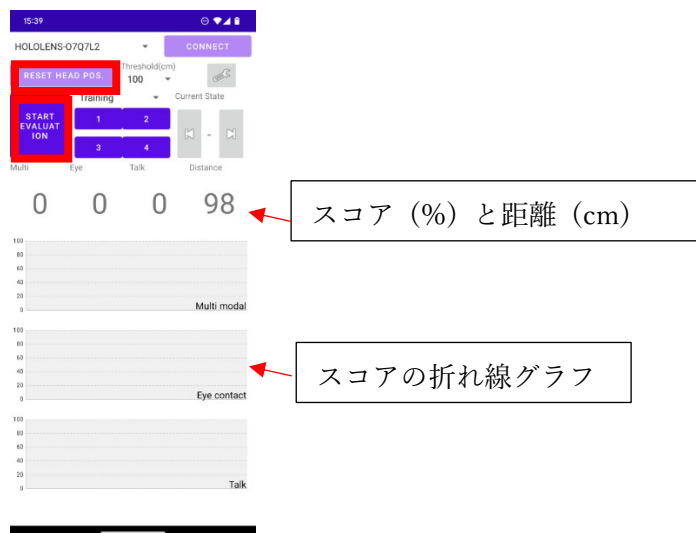 15:39
HOLOLENS-O7Q7L2
CONNECT
RESET HEAD POS.
Threshold(cm)
100
Training
Current State
START
EVALUAT
ION
1
2
3
4
-
Multi
Eye
Talk
Distance
0
0
0
98
スコア（%）と距離（cm）
100
80
60
40
20
0
Multi modal
100
80
60
40
20
0
Eye contact
スコアの折れ線グラフ
100
80
60
40
20
0
Talk